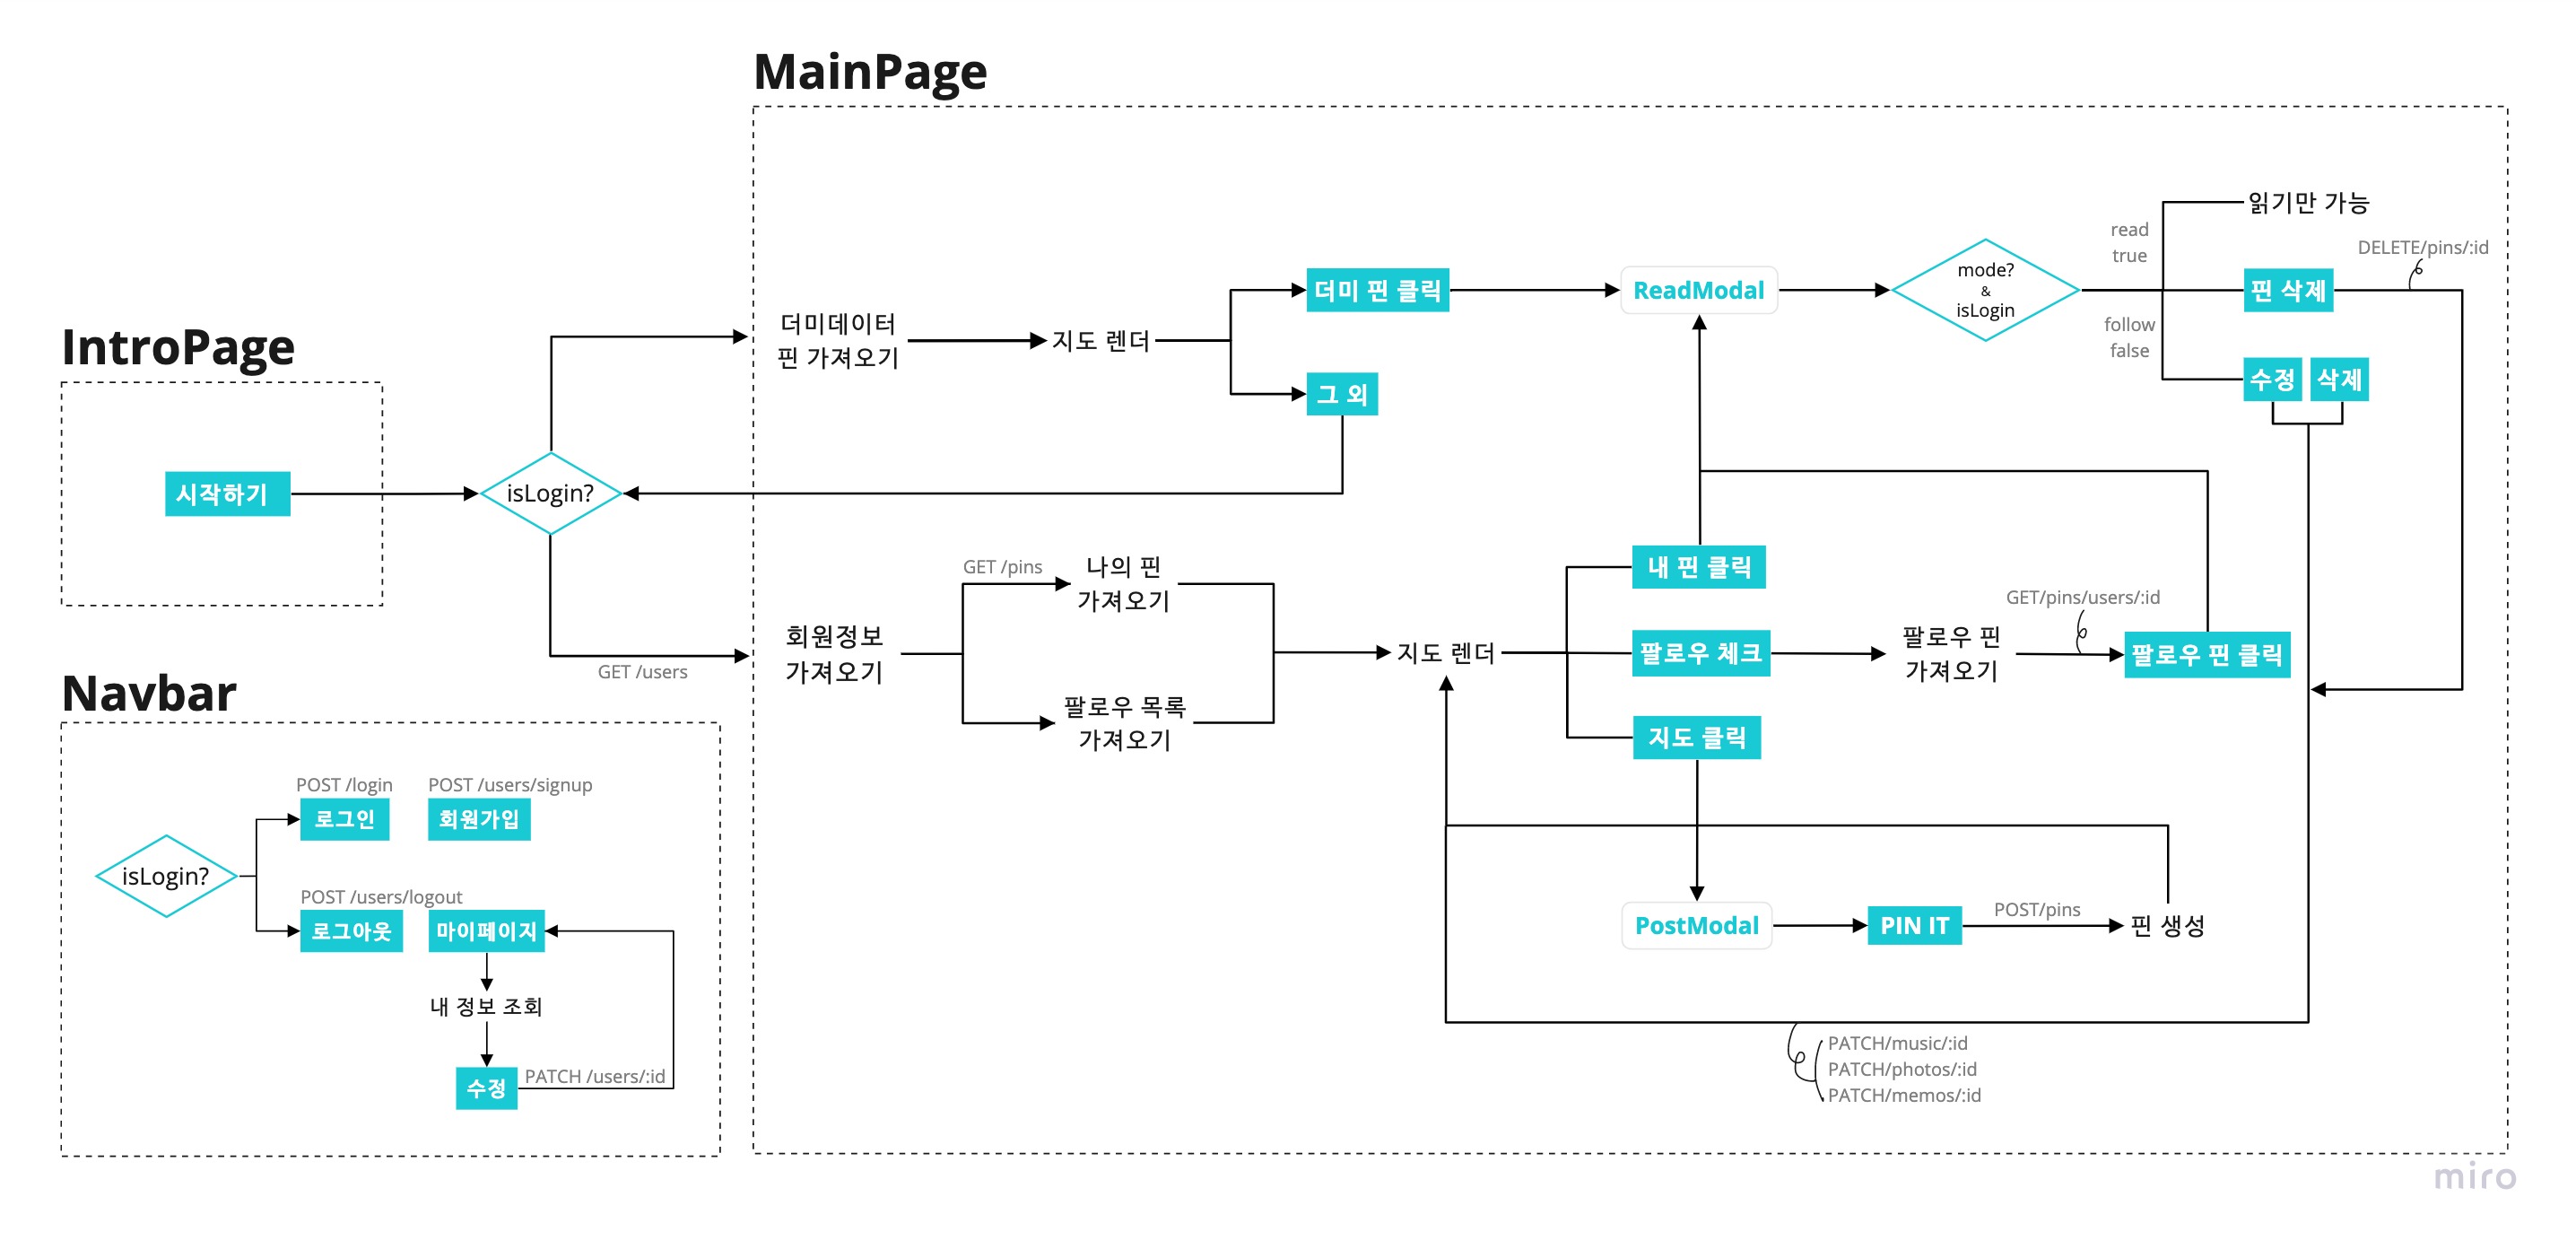 MainPage
IntroPage
시작하기
isLogin?
GET /users
더미데이터
핀 가져오기
지도 렌더
더미 핀 클릭
그 외
ReadModal
mode?
&
isLogin
read
true
follow
false
읽기만 가능
핀 삭제
DELETE/pins/:id
수정
삭제
회원정보
가져오기
GET /pins
나의 핀
가져오기
팔로우 목록
가져오기
지도 렌더
내 핀 클릭
팔로우 체크
지도 클릭
팔로우 핀
가져오기
GET/pins/users/:id
팔로우 핀 클릭
PostModal
PIN IT
POST/pins
핀 생성
PATCH/music/:id
PATCH/photos/:id
PATCH/memos/:id
Navbar
isLogin?
POST /login
로그인
POST /users/signup
회원가입
POST /users/logout
로그아웃
마이페이지
내 정보 조회
수정
PATCH /users/:id
miro